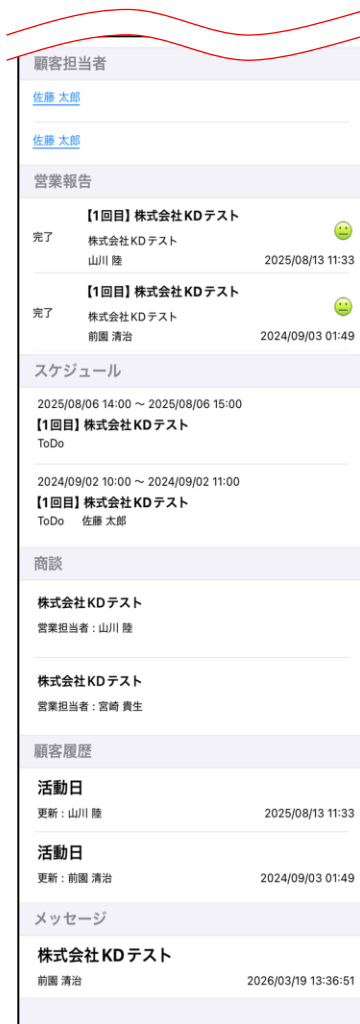 顧客担当者
佐藤 太郎
佐藤 太郎
営業報告
【1回目】株式会社KDテスト
完了
株式会社KDテスト
山川 陸 2025/08/13 11:33
【1回目】株式会社KDテスト
完了
株式会社KDテスト
前園 清治 2024/09/03 01:49
スケジュール
2025/08/06 14:00 ～ 2025/08/06 15:00
【1回目】株式会社KDテスト
ToDo
2024/09/02 10:00 ～ 2024/09/02 11:00
【1回目】株式会社KDテスト
ToDo 佐藤 太郎
商談
株式会社KDテスト
営業担当者 : 山川 陸
株式会社KDテスト
営業担当者 : 宮崎 貴生
顧客履歴
活動日
更新 : 山川 陸 2025/08/13 11:33
活動日
更新 : 前園 清治 2024/09/03 01:49
メッセージ
株式会社KDテスト
前園 清治 2026/03/19 13:36:51